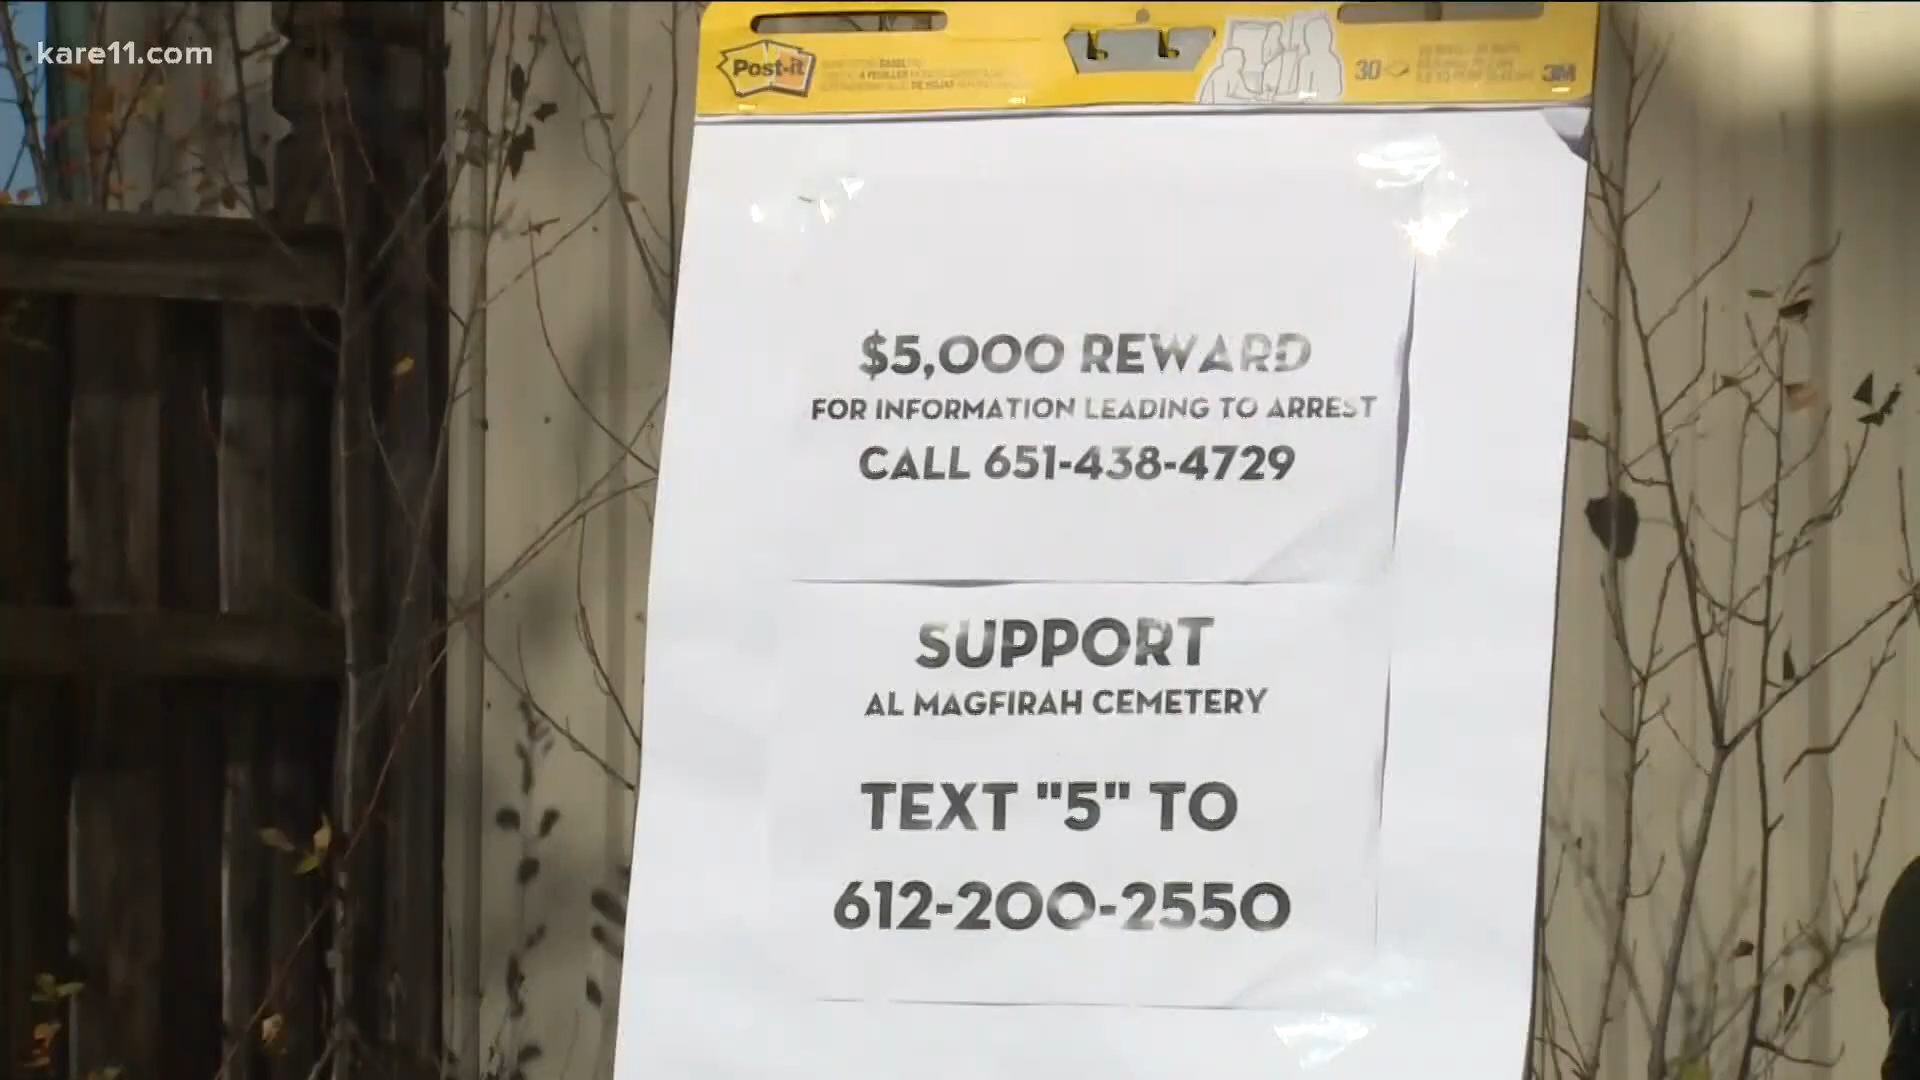 kare11.com
Post-it
30
3M
$5,000 REWARD
FOR INFORMATION LEADING TO ARREST
CALL 651-438-4729
SUPPORT
AL MAGFIRAH CEMETERY
TEXT "5" TO
612-200-2550